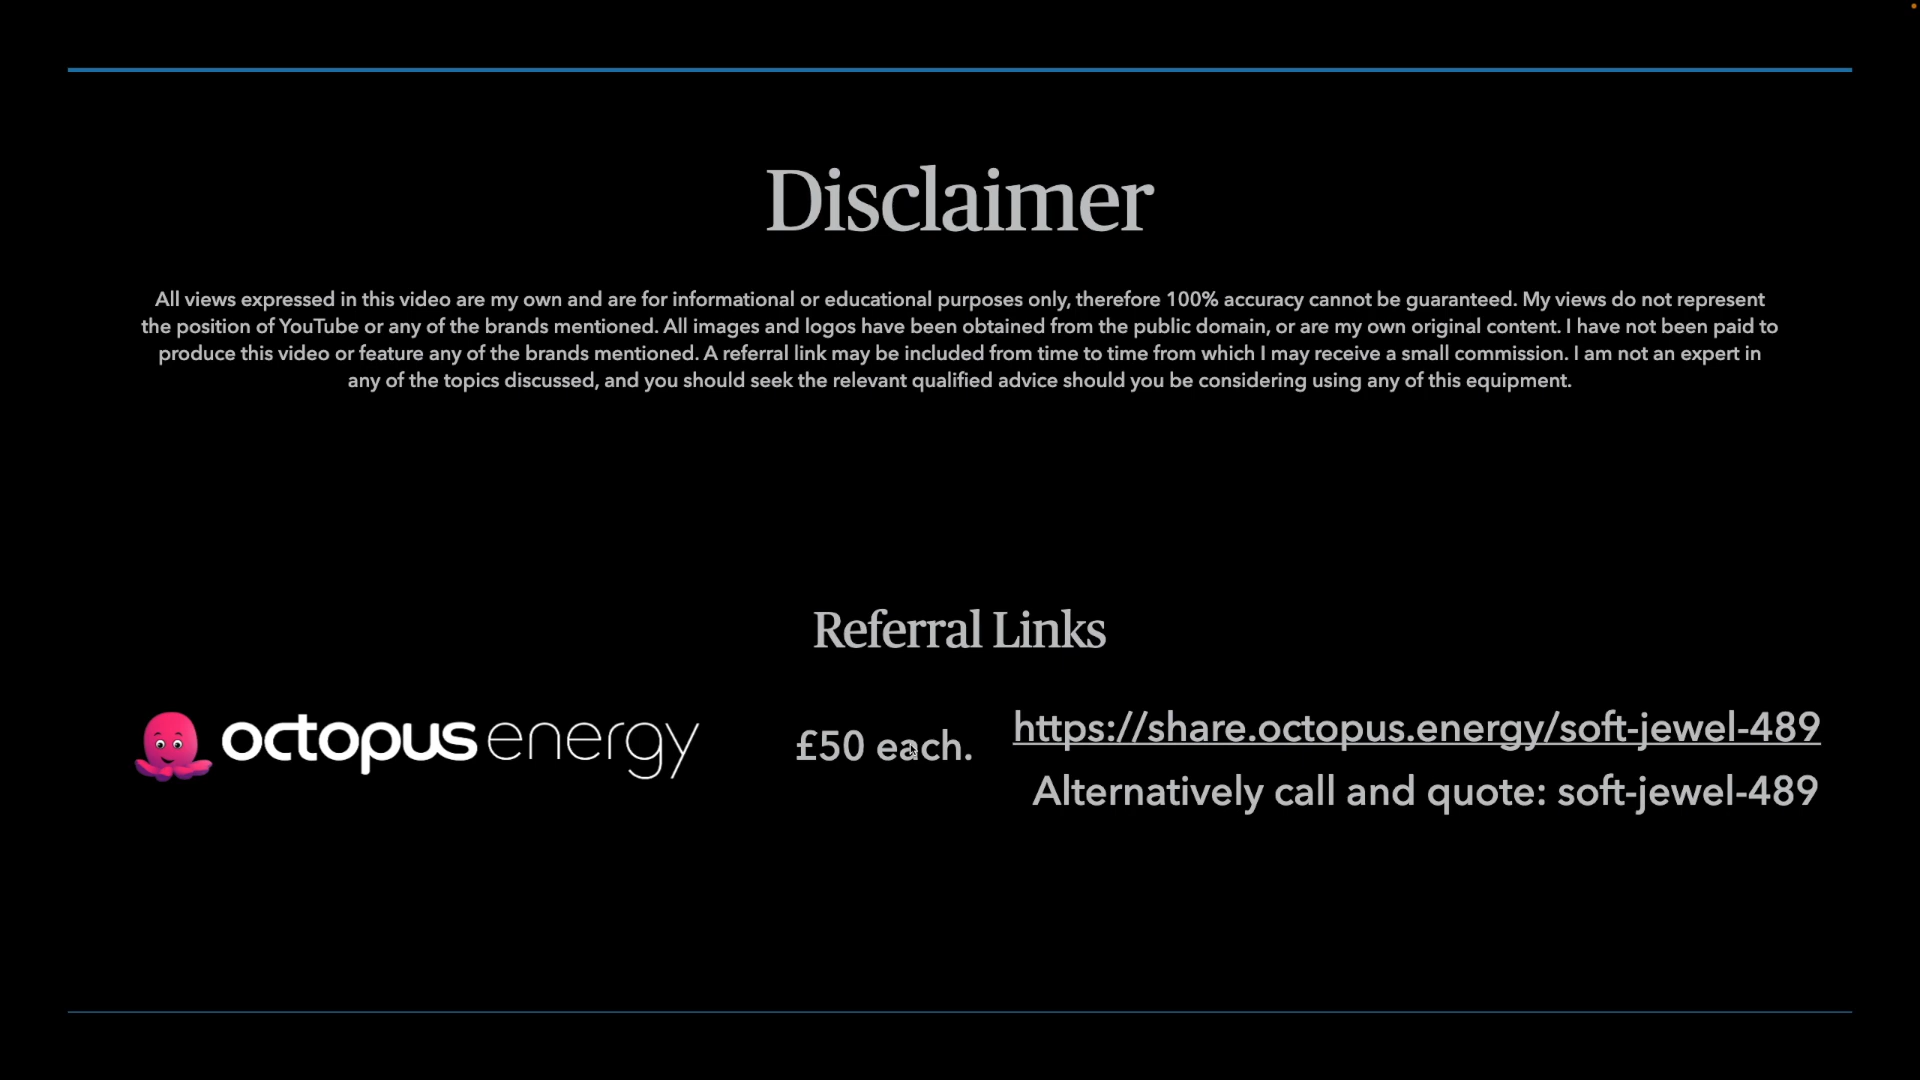 Disclaimer
All views expressed in this video are my own and are for informational or educational purposes only, therefore 100% accuracy cannot be guaranteed. My views do not represent
the position of YouTube or any of the brands mentioned. All images and logos have been obtained from the public domain, or are my own original content. I have not been paid to
produce this video or feature any of the brands mentioned. A referral link may be included from time to time from which I may receive a small commission. I am not an expert in
any of the topics discussed, and you should seek the relevant qualified advice should you be considering using any of this equipment.
Referral Links
octopus energy
£50 each.
https://share.octopus.energy/soft-jewel-489
Alternatively call and quote: soft-jewel-489